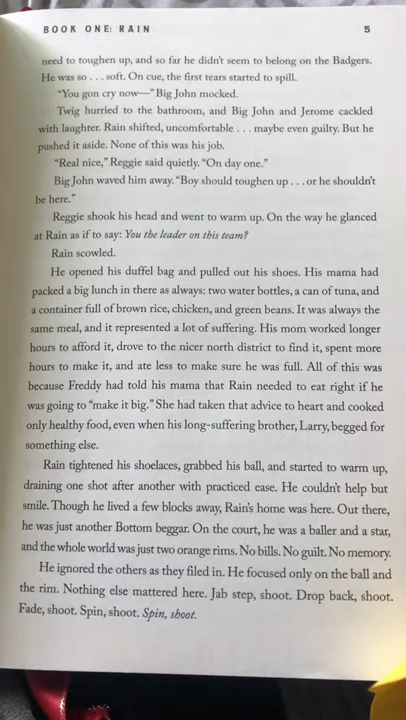 BOOK ONE: RAIN 5
need to toughen up, and so far he didn't seem to belong on the Badgers.
He was so . . . soft. On cue, the first tears started to spill.
"You gon cry now—" Big John mocked.
Twig hurried to the bathroom, and Big John and Jerome cackled
with laughter. Rain shifted, uncomfortable . . . maybe even guilty. But he
pushed it aside. None of this was his job.
"Real nice," Reggie said quietly. "On day one."
Big John waved him away. "Boy should toughen up . . . or he shouldn't
be here."
Reggie shook his head and went to warm up. On the way he glanced
at Rain as if to say: You the leader on this team?
Rain scowled.
He opened his duffel bag and pulled out his shoes. His mama had
packed a big lunch in there as always: two water bottles, a can of tuna, and
a container full of brown rice, chicken, and green beans. It was always the
same meal, and it represented a lot of suffering. His mom worked longer
hours to afford it, drove to the nicer north district to find it, spent more
hours to make it, and ate less to make sure he was full. All of this was
because Freddy had told his mama that Rain needed to eat right if he
was going to "make it big." She had taken that advice to heart and cooked
only healthy food, even when his long-suffering brother, Larry, begged for
something else.
Rain tightened his shoelaces, grabbed his ball, and started to warm up,
draining one shot after another with practiced ease. He couldn't help but
smile. Though he lived a few blocks away, Rain's home was here. Out there,
he was just another Bottom beggar. On the court, he was a baller and a star,
and the whole world was just two orange rims. No bills. No guilt. No memory.
He ignored the others as they filed in. He focused only on the ball and
the rim. Nothing else mattered here. Jab step, shoot. Drop back, shoot.
Fade, shoot. Spin, shoot. Spin, shoot.